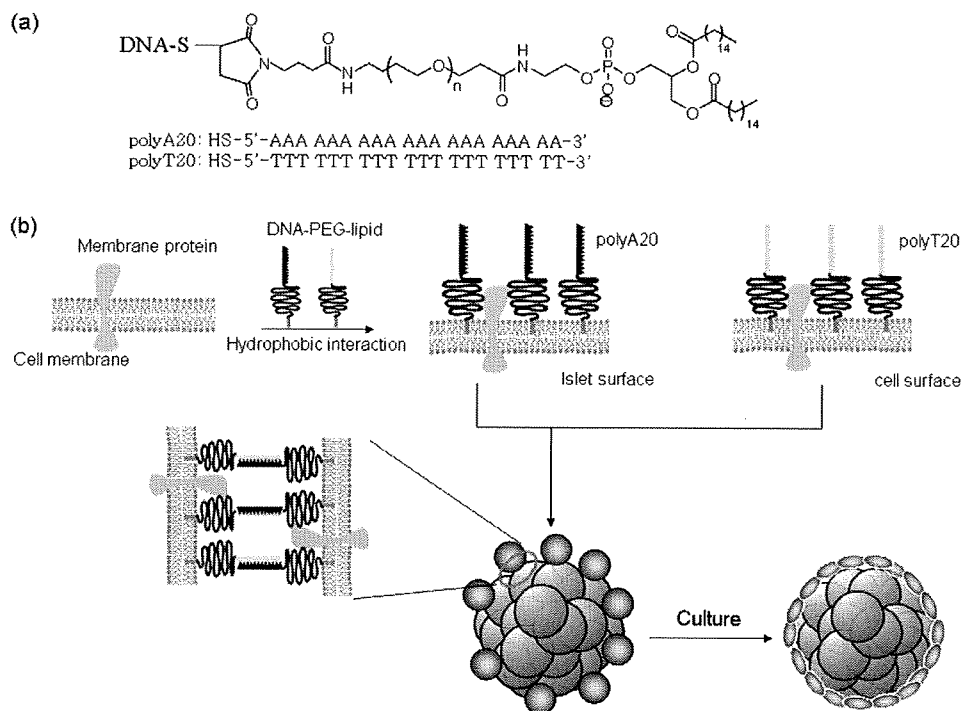 (a)
DNA-S
O
O
N
O
N
H
O
n
O
H
N
O
O
P
O
O
⊖
O
O
14
O
O
14
polyA20: HS-5'-AAA AAA AAA AAA AAA AAA AA-3'
polyT20: HS-5'-TTT TTT TTT TTT TTT TTT TT-3'
(b)
Membrane protein
Cell membrane
DNA-PEG-lipid
Hydrophobic interaction
polyA20
Islet surface
polyT20
cell surface
Culture